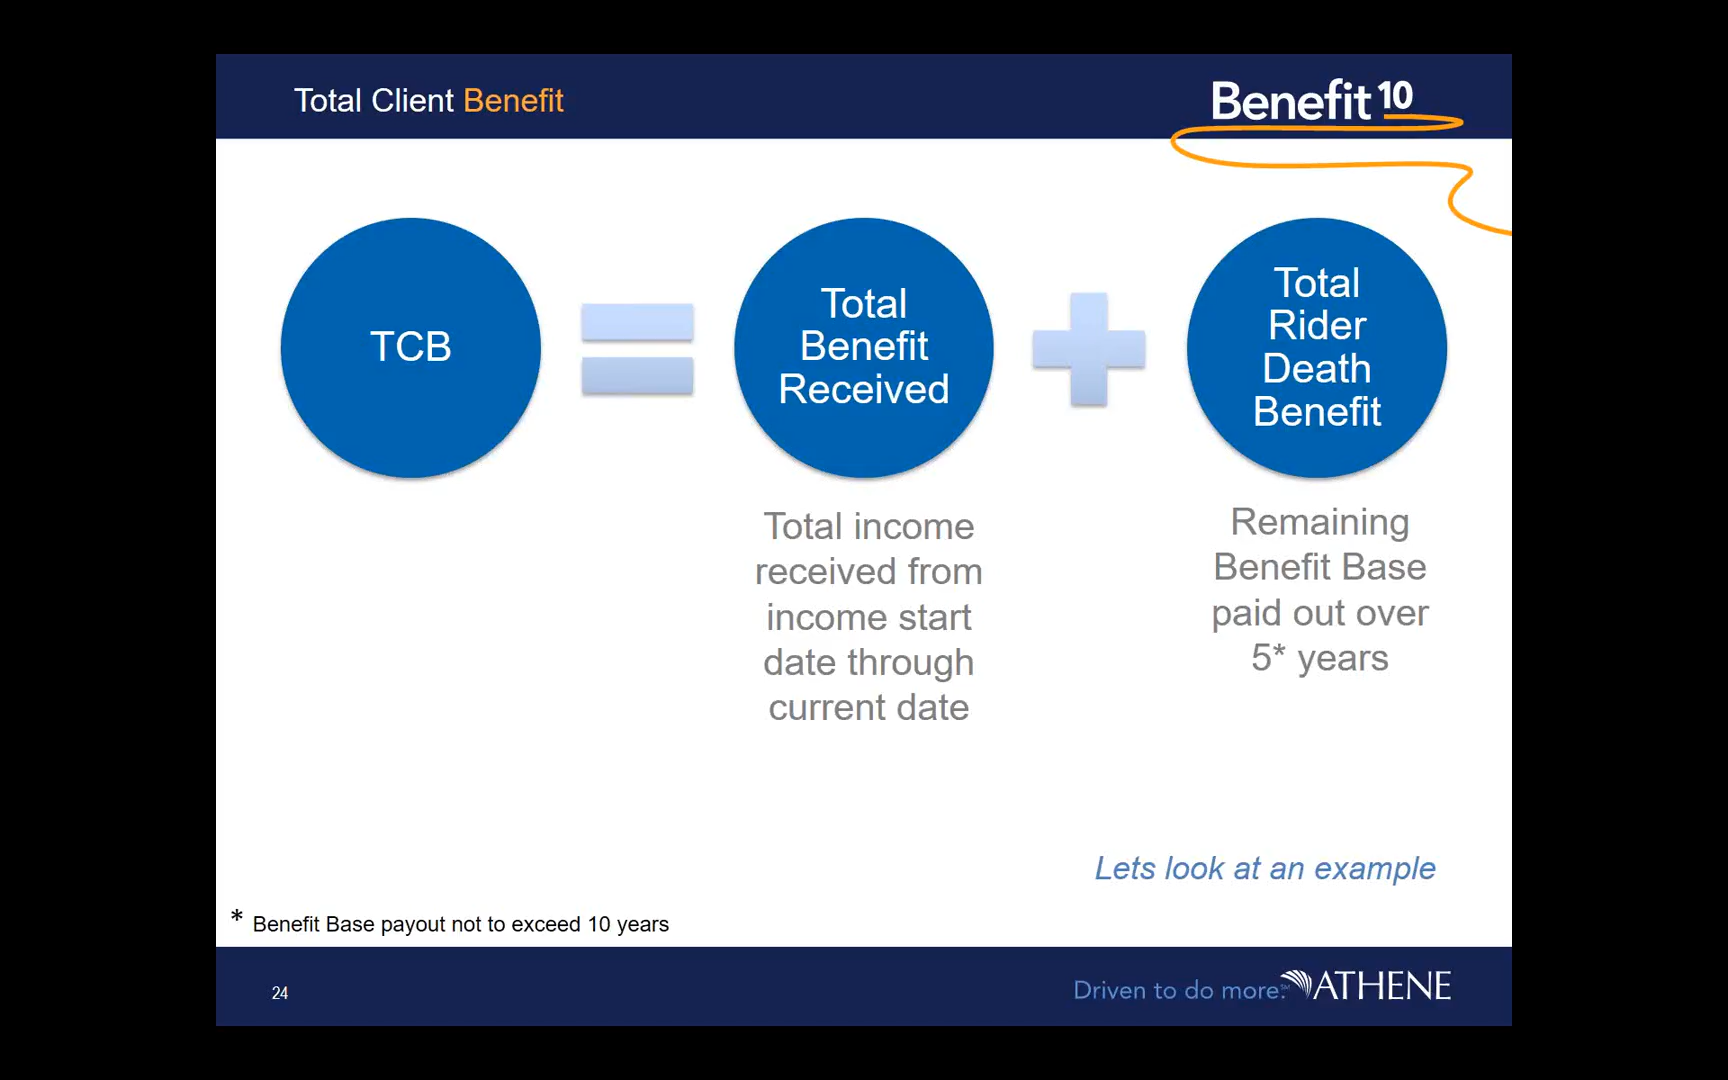 Total Client Benefit
Benefit 10
TCB
Total
Benefit
Received
Total
Rider
Death
Benefit
Total income
received from
income start
date through
current date
Remaining
Benefit Base
paid out over
5* years
Lets look at an example
* Benefit Base payout not to exceed 10 years
24
Driven to do more.℠ ATHENE